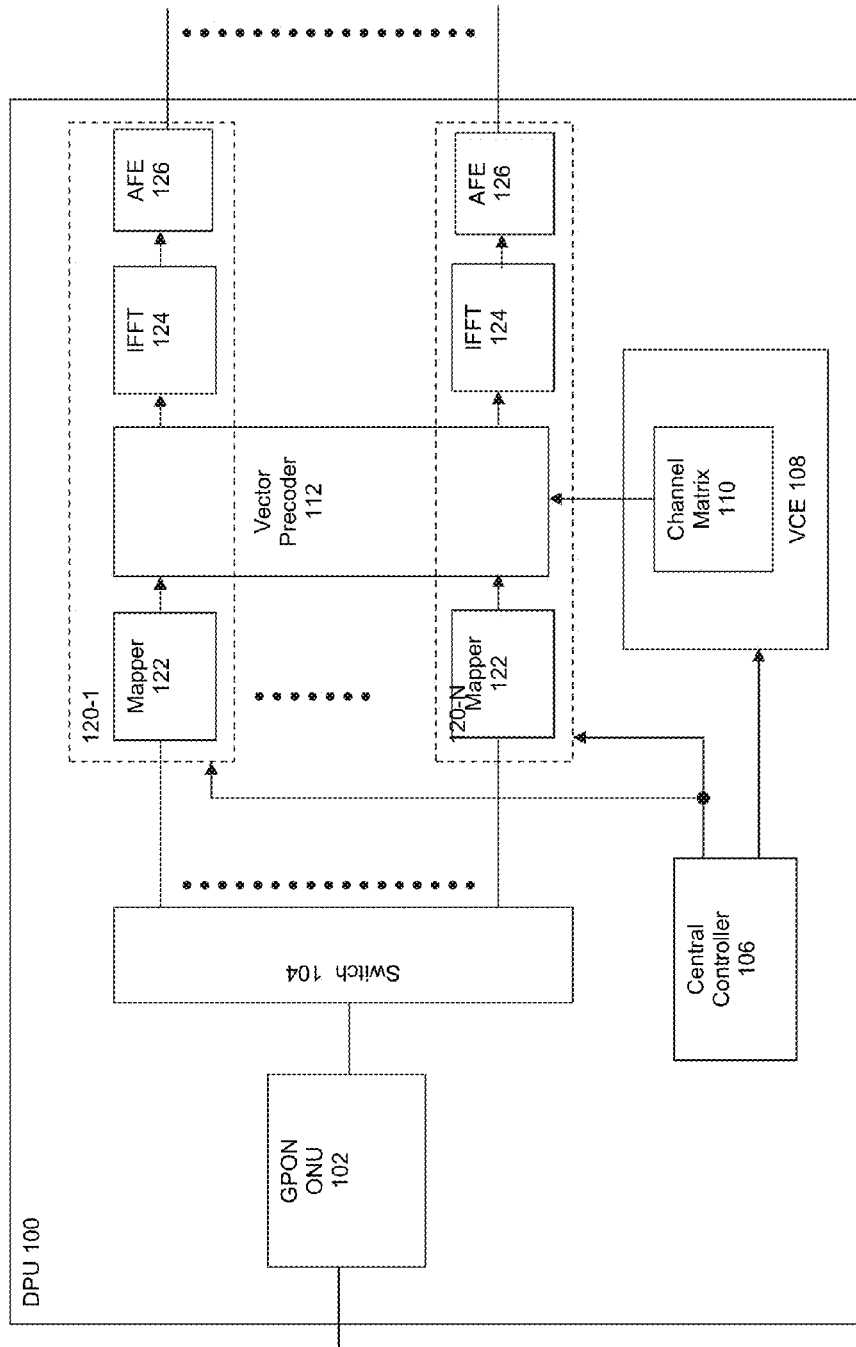 DPU 100
GPON
ONU
102
Switch 104
Central
Controller
106
120-1
Mapper
122
120-N
Mapper
122
Vector
Precoder
112
IFFT
124
IFFT
124
AFE
126
AFE
126
Channel
Matrix
110
VCE 108